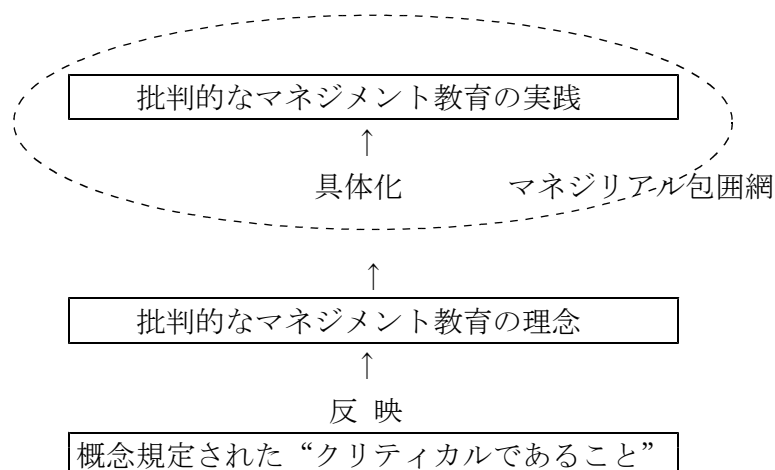 批判的なマネジメント教育の実践
↑
具体化 マネジリアル包囲網
↑
批判的なマネジメント教育の理念
↑
反 映
概念規定された“クリティカルであること”